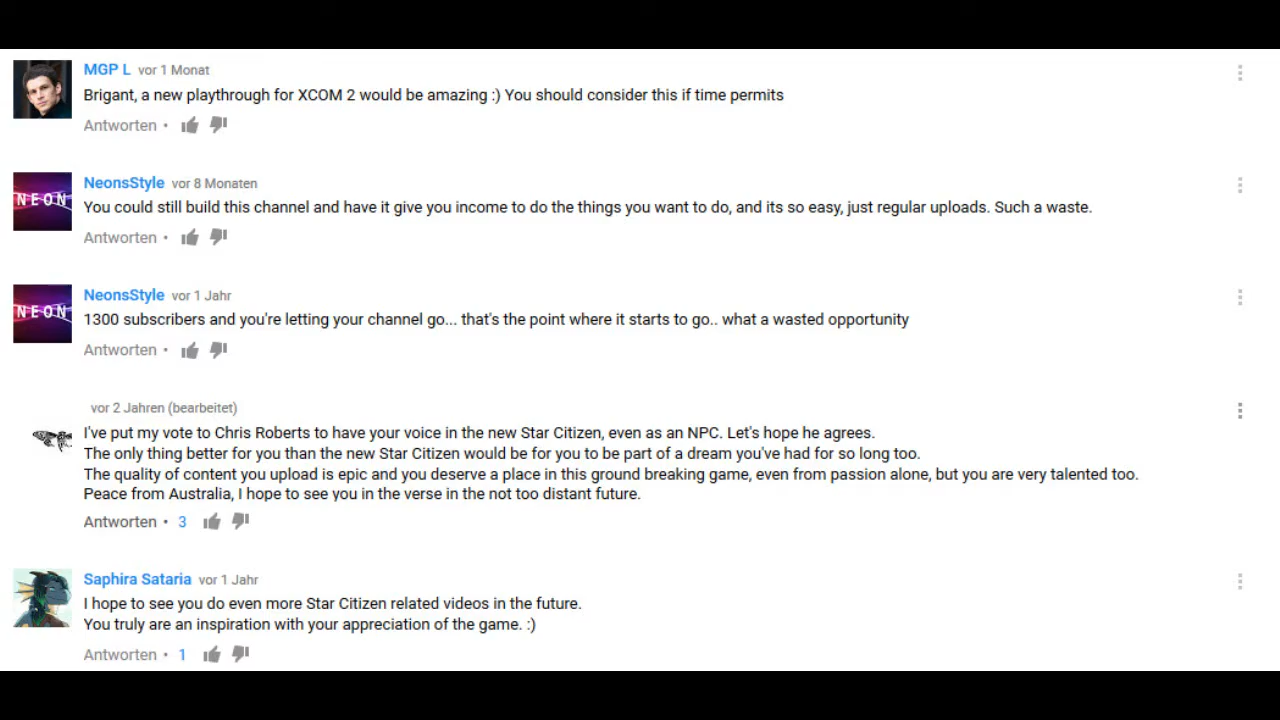 MGP L vor 1 Monat
Brigant, a new playthrough for XCOM 2 would be amazing :) You should consider this if time permits
Antworten •
NEON
NeonsStyle vor 8 Monaten
You could still build this channel and have it give you income to do the things you want to do, and its so easy, just regular uploads. Such a waste.
Antworten •
NEON
NeonsStyle vor 1 Jahr
1300 subscribers and you're letting your channel go... that's the point where it starts to go.. what a wasted opportunity
Antworten •
vor 2 Jahren (bearbeitet)
I've put my vote to Chris Roberts to have your voice in the new Star Citizen, even as an NPC. Let's hope he agrees.
The only thing better for you than the new Star Citizen would be for you to be part of a dream you've had for so long too.
The quality of content you upload is epic and you deserve a place in this ground breaking game, even from passion alone, but you are very talented too.
Peace from Australia, I hope to see you in the verse in the not too distant future.
Antworten • 3
Saphira Sataria vor 1 Jahr
I hope to see you do even more Star Citizen related videos in the future.
You truly are an inspiration with your appreciation of the game. :)
Antworten • 1